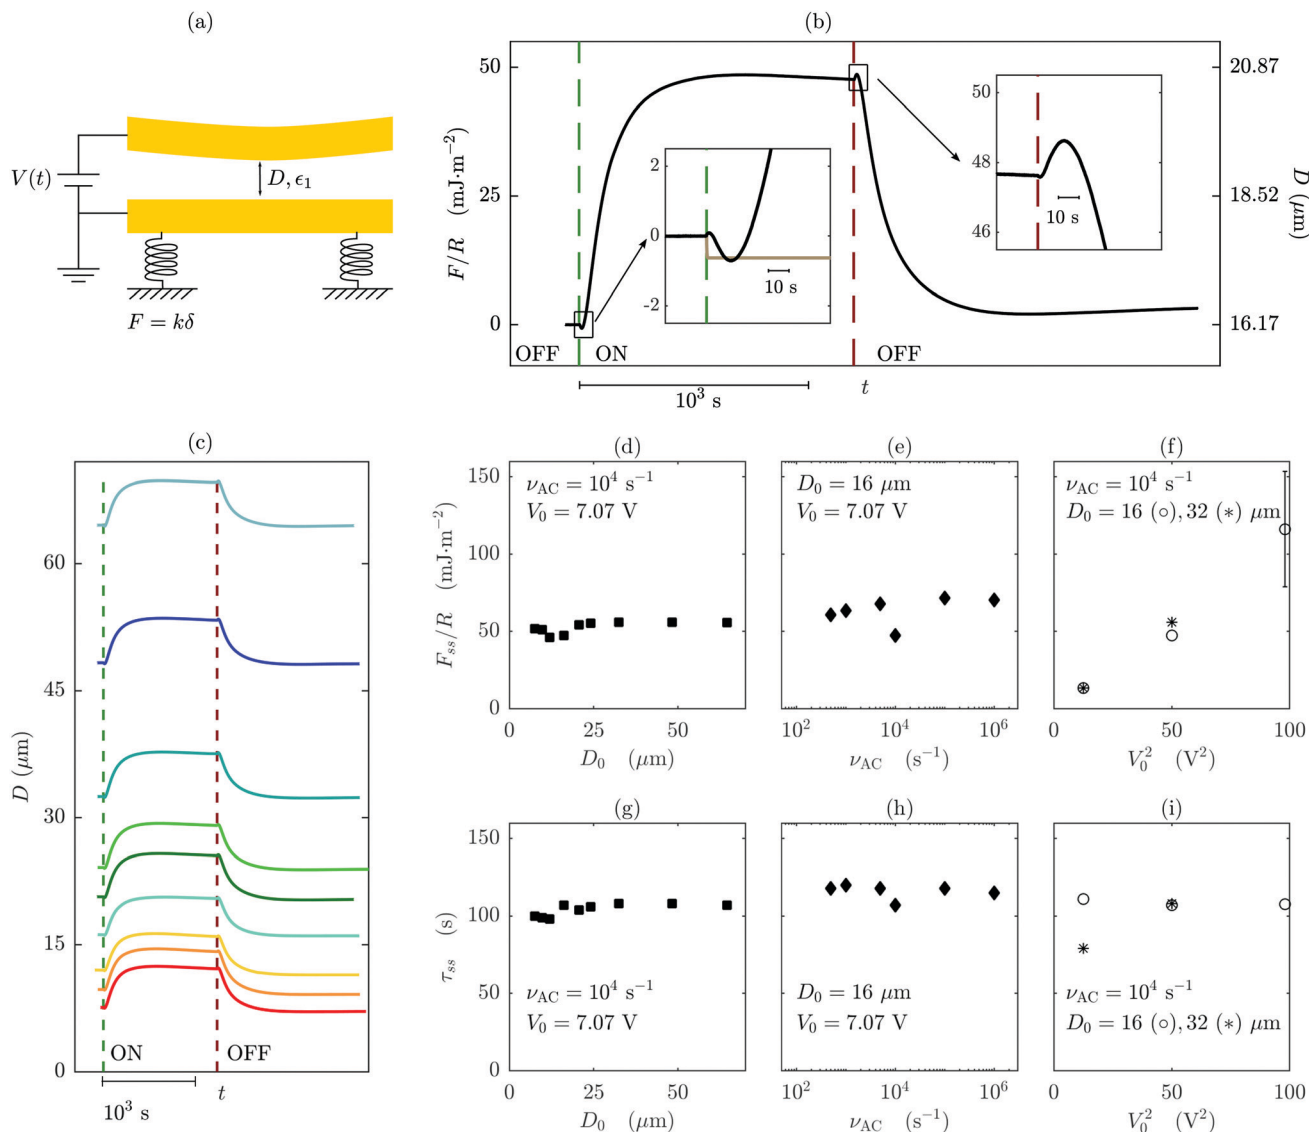 (a)
V(t)
D, ϵ₁
F = kδ
(b)
F/R (mJ·m⁻²)
50
25
0
20.87
18.52
16.17
D (μm)
2
0
-2
10 s
50
48
46
10 s
OFF
ON
OFF
10³ s
t
(c)
D (μm)
60
45
30
15
0
ON
OFF
10³ s
t
(d)
ν_AC = 10⁴ s⁻¹
V₀ = 7.07 V
F_ss/R (mJ·m⁻²)
150
100
50
0
0 25 50
D₀ (μm)
(e)
D₀ = 16 μm
V₀ = 7.07 V
10² 10⁴ 10⁶
ν_AC (s⁻¹)
(f)
ν_AC = 10⁴ s⁻¹
D₀ = 16 (∘), 32 (*) μm
0 50 100
V₀² (V²)
(g)
τ_ss (s)
150
100
50
0
ν_AC = 10⁴ s⁻¹
V₀ = 7.07 V
0 25 50
D₀ (μm)
(h)
D₀ = 16 μm
V₀ = 7.07 V
10² 10⁴ 10⁶
ν_AC (s⁻¹)
(i)
ν_AC = 10⁴ s⁻¹
D₀ = 16 (∘), 32 (*) μm
0 50 100
V₀² (V²)